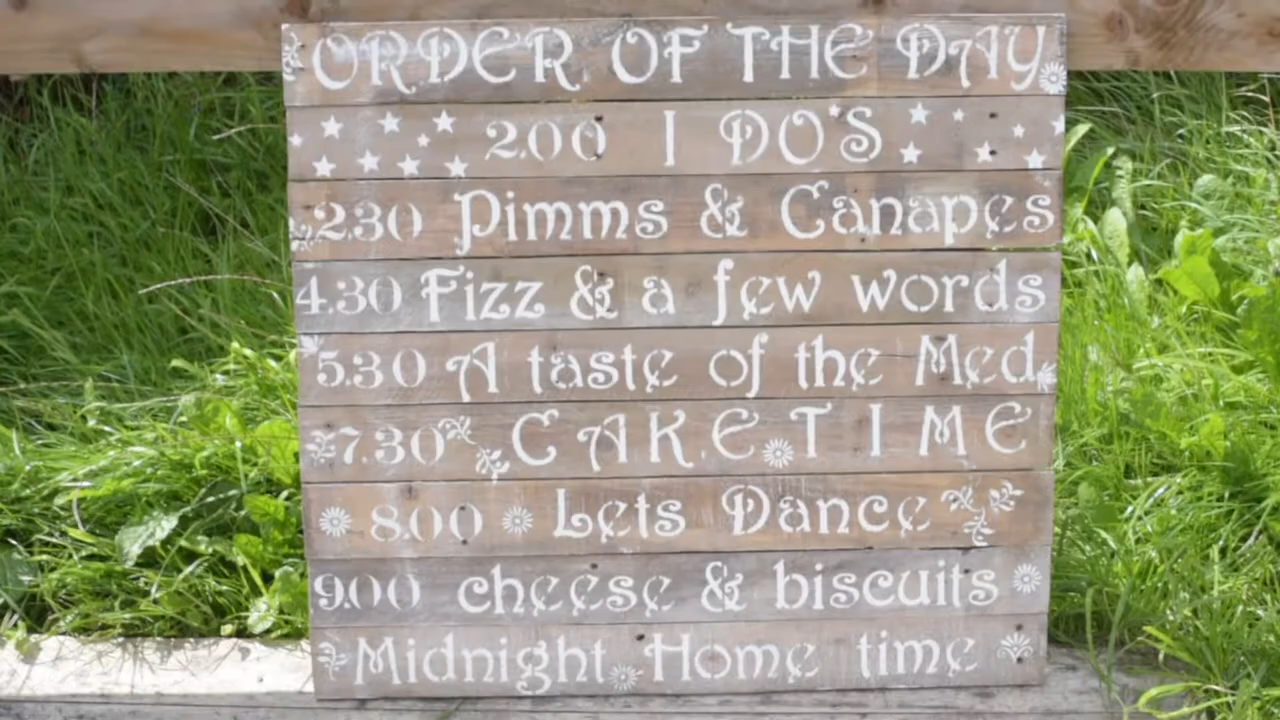 ORDER OF THE DAY
2.00 I DO'S
2.30 Pimms & Canapes
4.30 Fizz & a few words
5.30 A taste of the Med
7.30 CAKE TIME
8.00 Lets Dance
9.00 cheese & biscuits
Midnight Home time